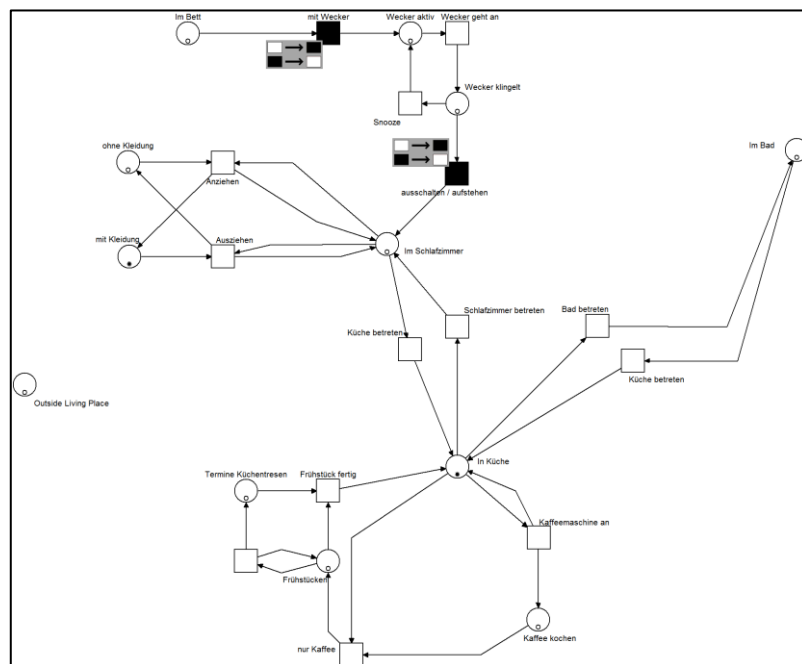 Im Bett
mit Wecker
Wecker aktiv
Wecker geht an
Wecker klingelt
Snooze
ohne Kleidung
Im Bad
Anziehen
ausschalten / aufstehen
mit Kleidung
Ausziehen
Im Schlafzimmer
Schlafzimmer betreten
Bad betreten
Küche betreten
Küche betreten
Outside Living Place
In Küche
Termine Küchentresen
Frühstück fertig
Kaffeemaschine an
Frühstücken
Kaffee kochen
nur Kaffee